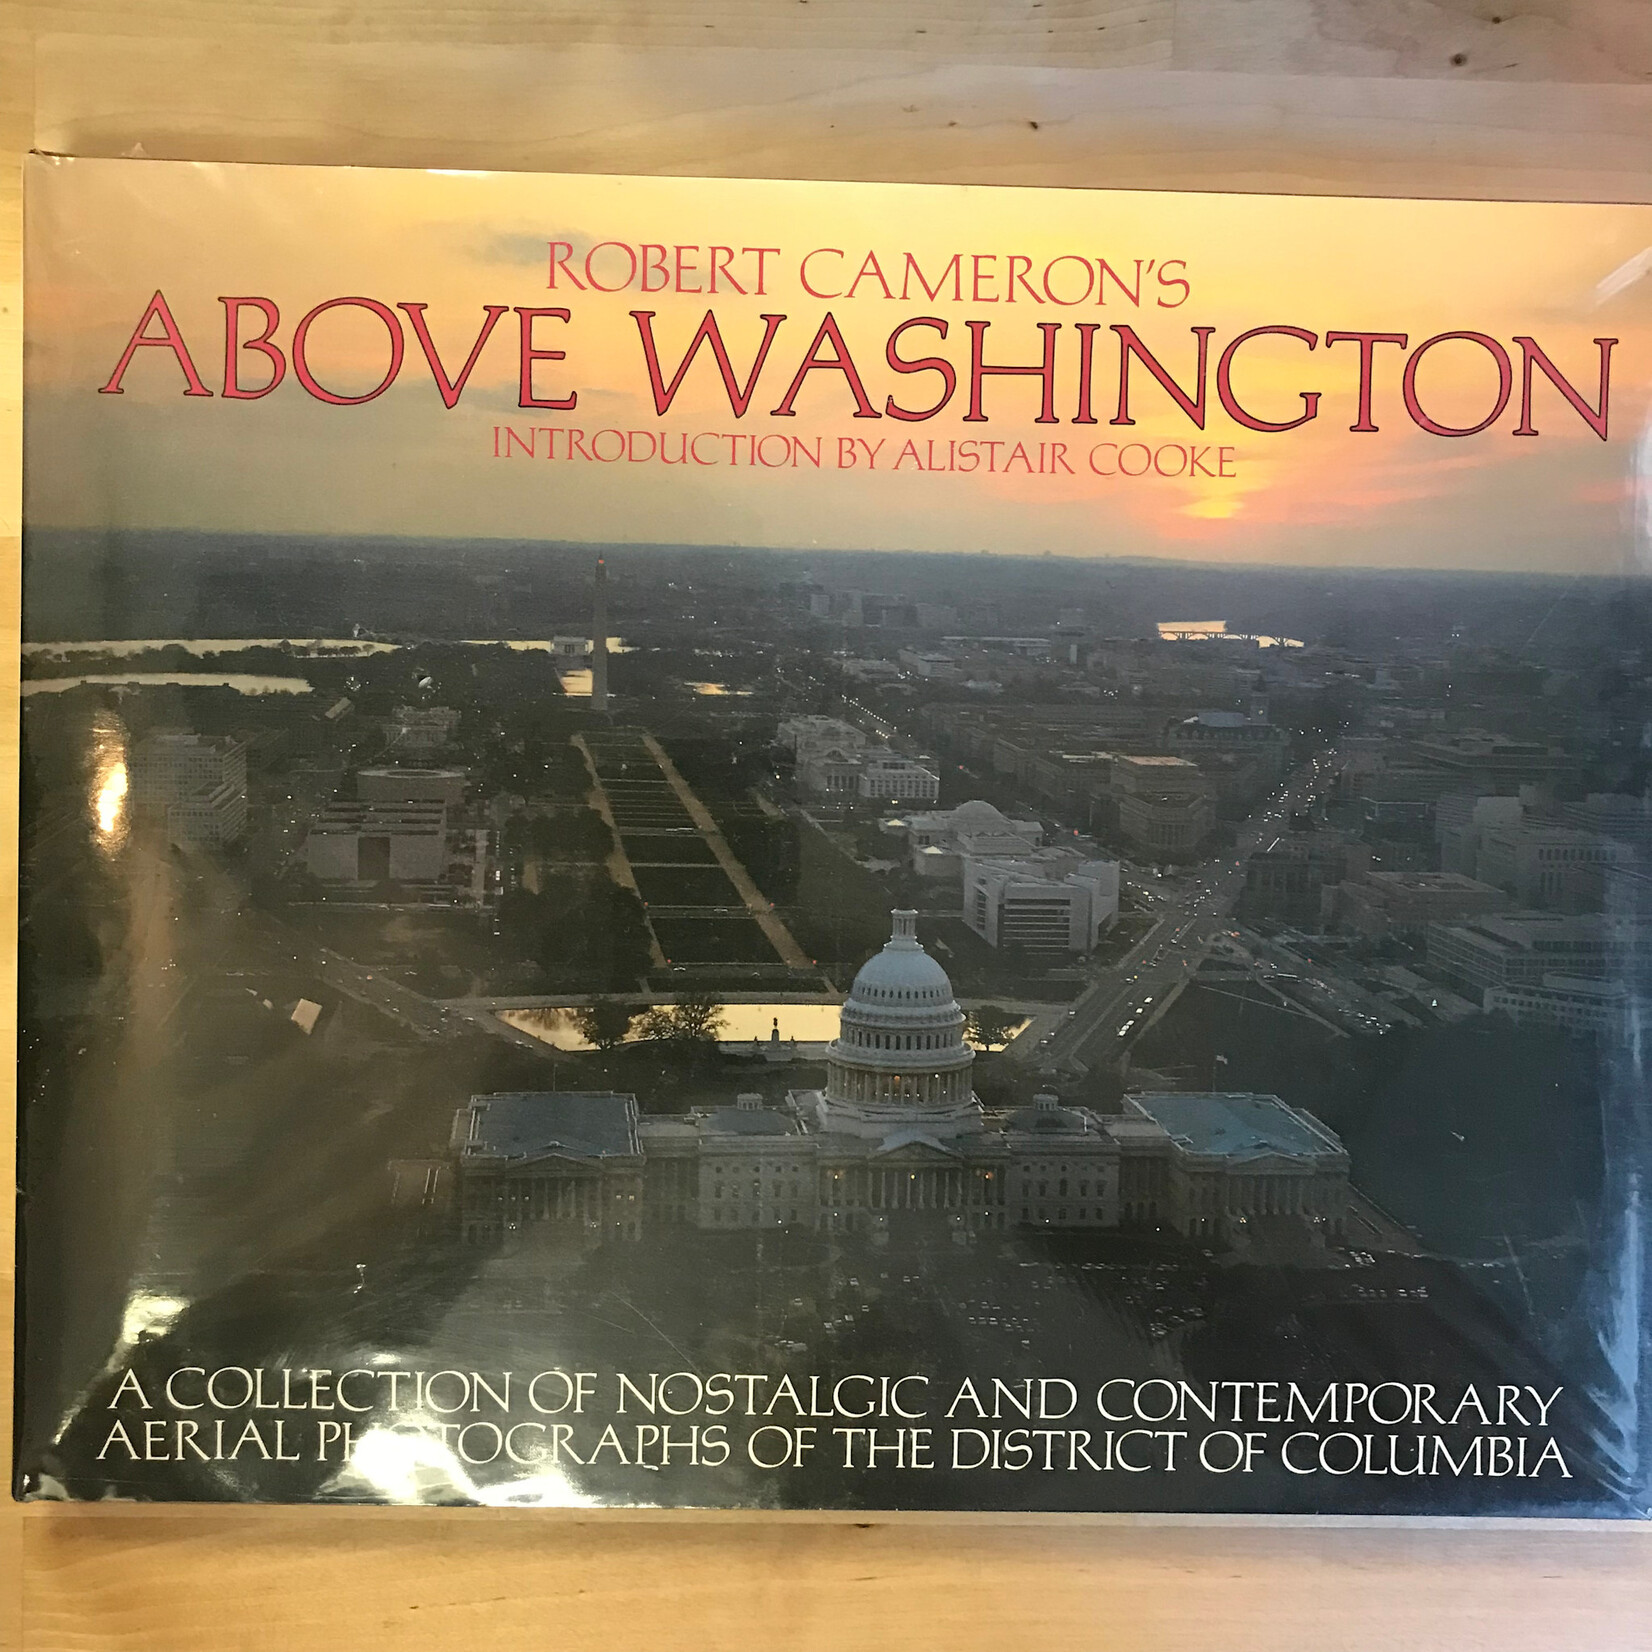 ROBERT CAMERON'S
ABOVE WASHINGTON
INTRODUCTION BY ALISTAIR COOKE
A COLLECTION OF NOSTALGIC AND CONTEMPORARY
AERIAL PHOTOGRAPHS OF THE DISTRICT OF COLUMBIA